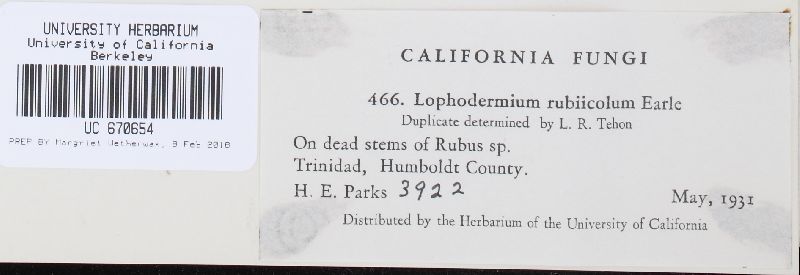 UNIVERSITY HERBARIUM
University of California
Berkeley
UC 670654
PREP BY Margriet Wetherwax, 9 Feb 2018
CALIFORNIA FUNGI
466. Lophodermium rubiicolum Earle
Duplicate determined by L. R. Tehon
On dead stems of Rubus sp.
Trinidad, Humboldt County.
H. E. Parks 3922
May, 1931
Distributed by the Herbarium of the University of California